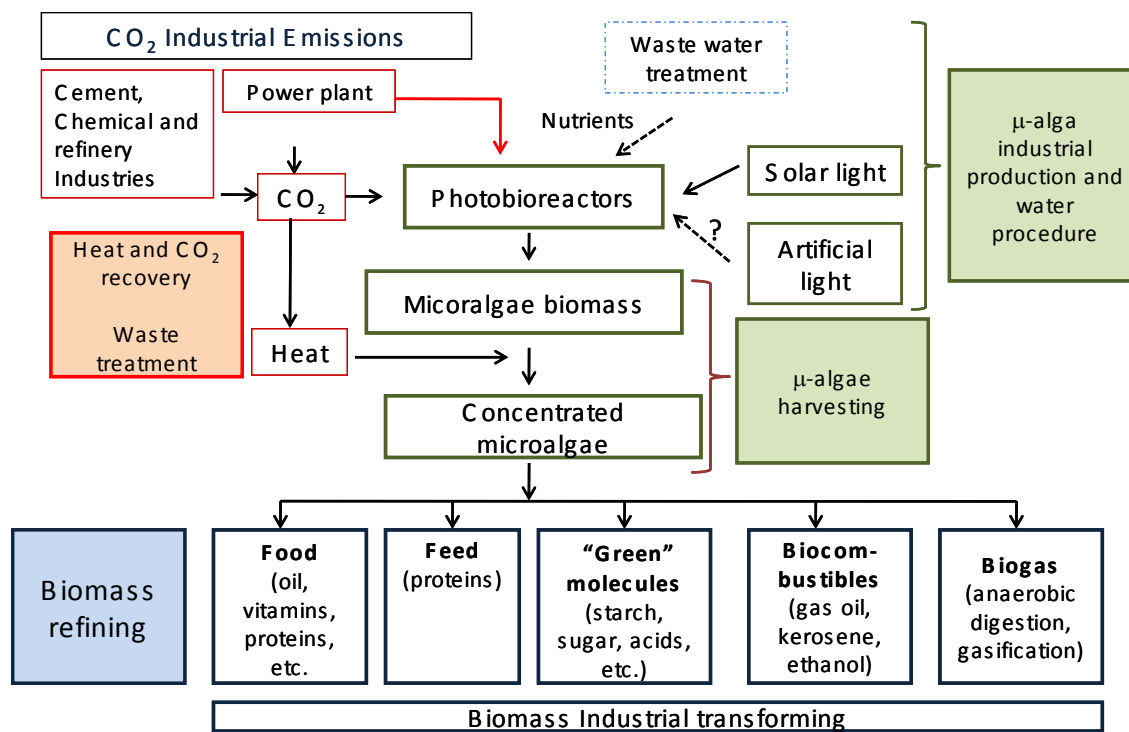 CO2 Industrial Emissions
Cement,
Chemical and
refinery
Industries
Power plant
Waste water
treatment
Nutrients
CO2
Photobioreactors
Solar light
?
Artificial
light
μ-alga
industrial
production and
water
procedure
Heat and CO2
recovery
Waste
treatment
Micoralgae biomass
Heat
μ-algae
harvesting
Concentrated
microalgae
Biomass
refining
Food
(oil,
vitamins,
proteins,
etc.
Feed
(proteins)
“Green”
molecules
(starch,
sugar, acids,
etc.)
Biocom-
bustibles
(gas oil,
kerosene,
ethanol)
Biogas
(anaerobic
digestion,
gasification)
Biomass Industrial transforming